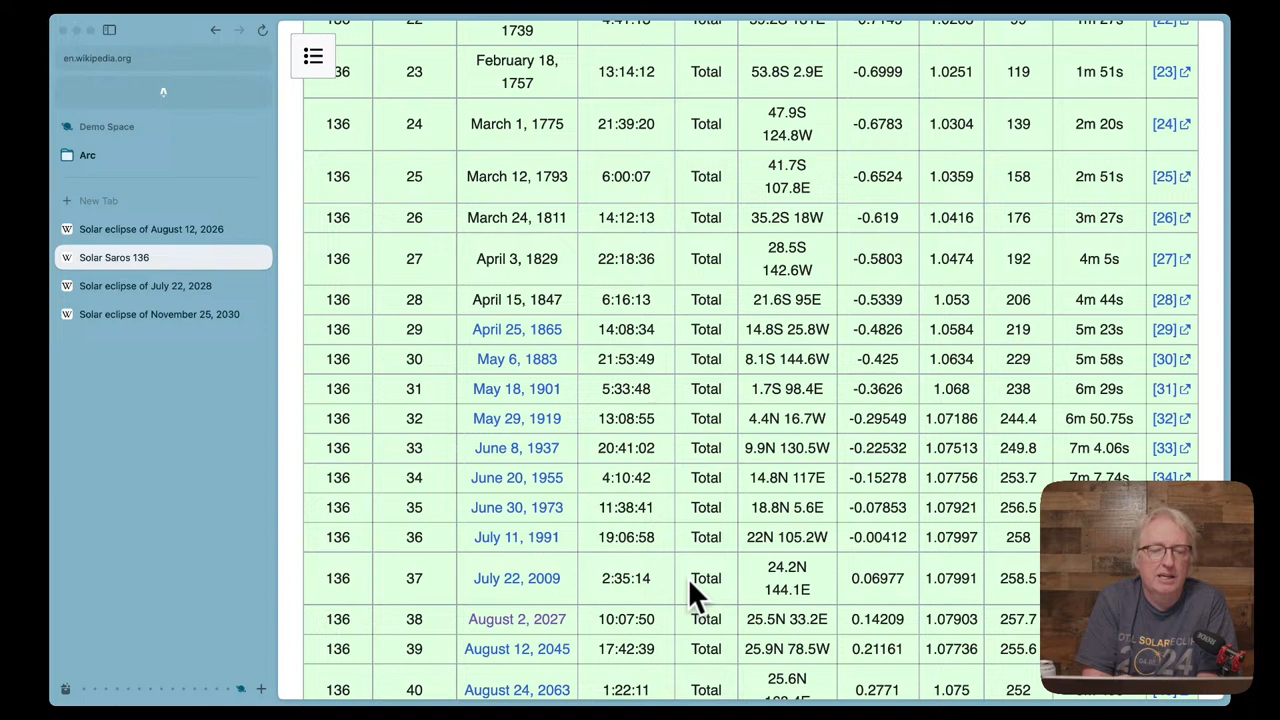 en.wikipedia.org
Demo Space
Arc
+ New Tab
W Solar eclipse of August 12, 2026
W Solar Saros 136
W Solar eclipse of July 22, 2028
W Solar eclipse of November 25, 2030
1739
36 23 February 18, 1757 13:14:12 Total 53.8S 2.9E -0.6999 1.0251 119 1m 51s [23]
136 24 March 1, 1775 21:39:20 Total 47.9S 124.8W -0.6783 1.0304 139 2m 20s [24]
136 25 March 12, 1793 6:00:07 Total 41.7S 107.8E -0.6524 1.0359 158 2m 51s [25]
136 26 March 24, 1811 14:12:13 Total 35.2S 18W -0.619 1.0416 176 3m 27s [26]
136 27 April 3, 1829 22:18:36 Total 28.5S 142.6W -0.5803 1.0474 192 4m 5s [27]
136 28 April 15, 1847 6:16:13 Total 21.6S 95E -0.5339 1.053 206 4m 44s [28]
136 29 April 25, 1865 14:08:34 Total 14.8S 25.8W -0.4826 1.0584 219 5m 23s [29]
136 30 May 6, 1883 21:53:49 Total 8.1S 144.6W -0.425 1.0634 229 5m 58s [30]
136 31 May 18, 1901 5:33:48 Total 1.7S 98.4E -0.3626 1.068 238 6m 29s [31]
136 32 May 29, 1919 13:08:55 Total 4.4N 16.7W -0.29549 1.07186 244.4 6m 50.75s [32]
136 33 June 8, 1937 20:41:02 Total 9.9N 130.5W -0.22532 1.07513 249.8 7m 4.06s [33]
136 34 June 20, 1955 4:10:42 Total 14.8N 117E -0.15278 1.07756 253.7 7m 7.74s [34]
136 35 June 30, 1973 11:38:41 Total 18.8N 5.6E -0.07853 1.07921 256.5
136 36 July 11, 1991 19:06:58 Total 22N 105.2W -0.00412 1.07997 258
136 37 July 22, 2009 2:35:14 Total 24.2N 144.1E 0.06977 1.07991 258.5
136 38 August 2, 2027 10:07:50 Total 25.5N 33.2E 0.14209 1.07903 257.7
136 39 August 12, 2045 17:42:39 Total 25.9N 78.5W 0.21161 1.07736 255.6
136 40 August 24, 2063 1:22:11 Total 25.6N 0.2771 1.075 252
SOLAR